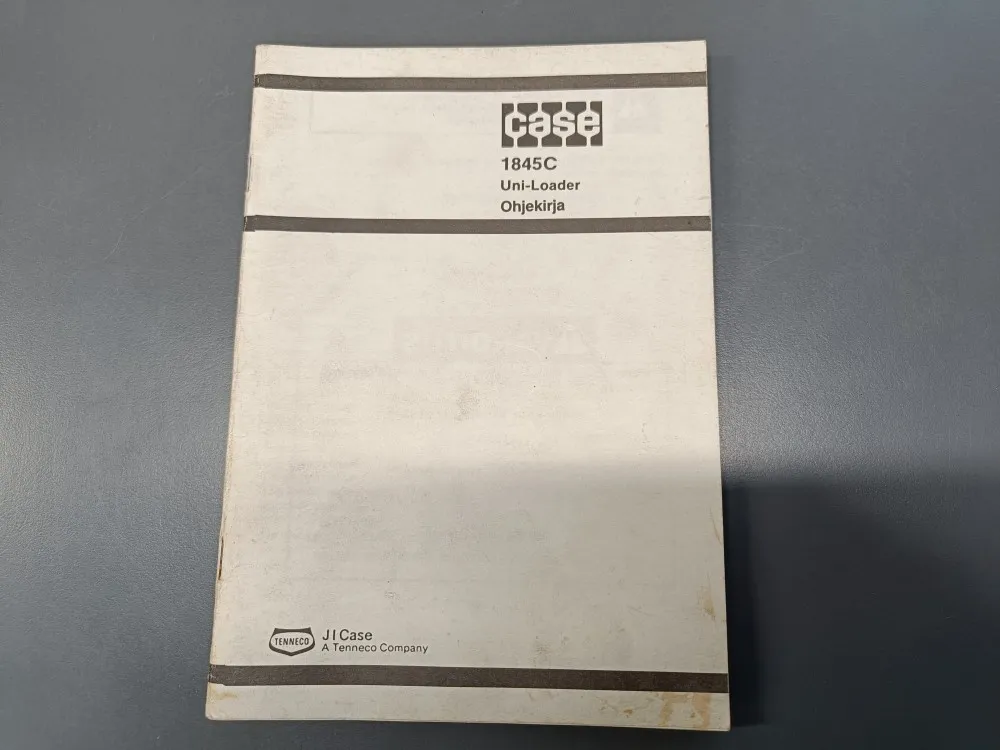 case
1845C
Uni-Loader
Ohjekirja
TENNECO
J I Case
A Tenneco Company